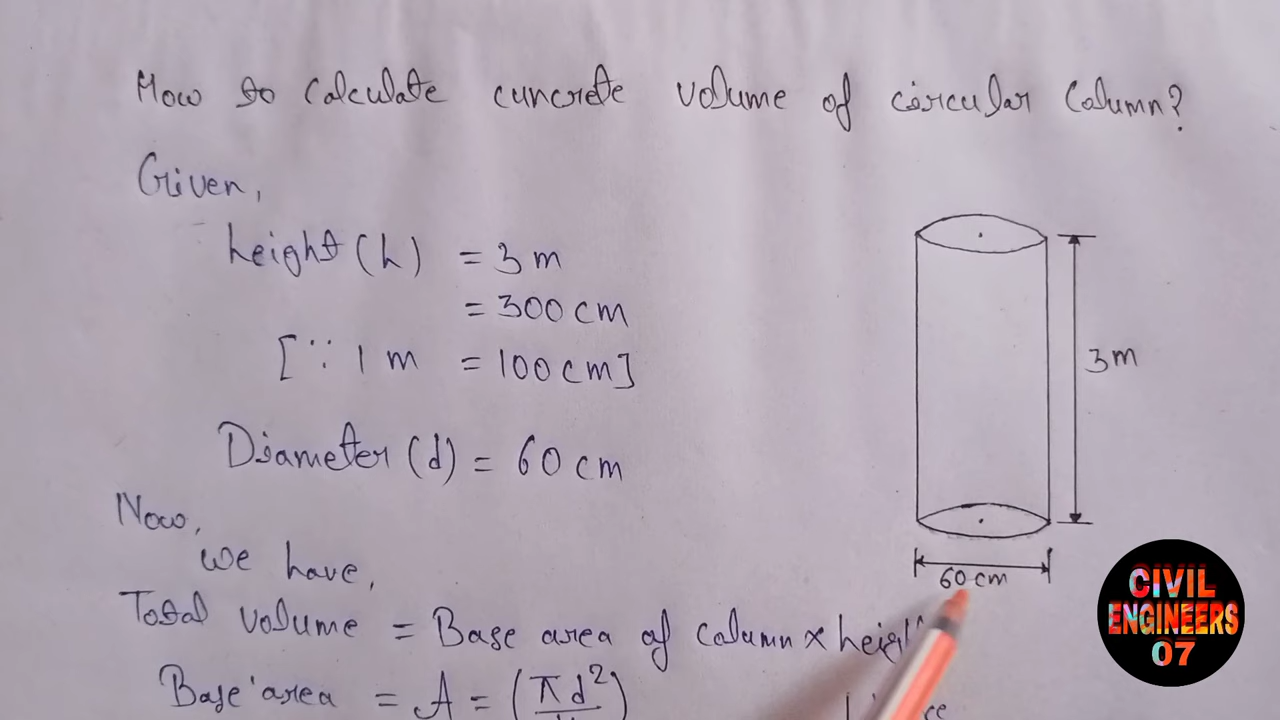 How to Calculate cuncrete volume of circular Column?
Given,
height (h) = 3 m
= 300 cm
[∵ 1 m = 100 cm]
3m
Diameter (d) = 60 cm
Now,
we have,
60 cm
Total volume = Base area of column x
Base area = A = (πd²
CIVIL
ENGINEERS
07